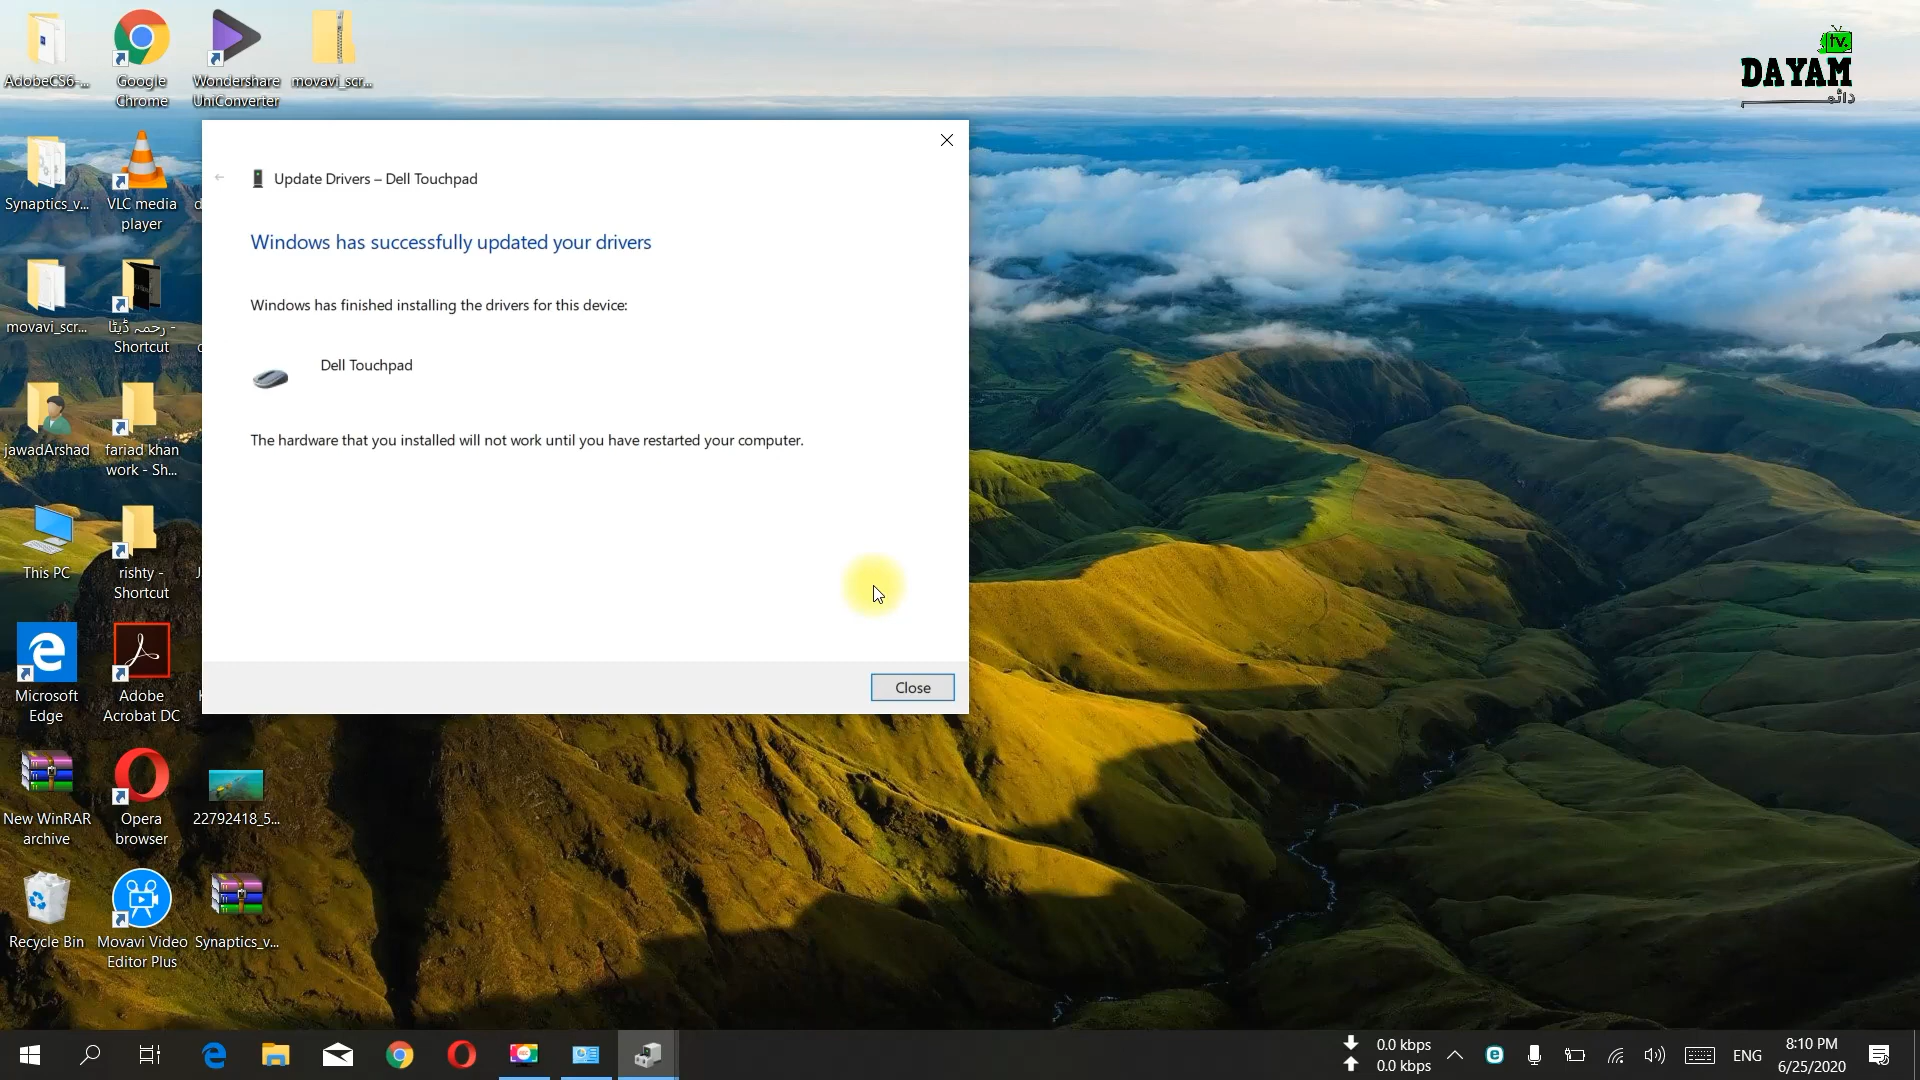 AdobeCS6-...
Google
Chrome
Wondershare
UniConverter
movavi_scr...
tv.
DAYAM
دائم
Synaptics_v...
VLC media
player
d
movavi_scr...
رحمہ ڈیٹا -
Shortcut
jawadArshad
fariad khan
work - Sh...
This PC
rishty -
Shortcut
J
Microsoft
Edge
Adobe
Acrobat DC
New WinRAR
archive
Opera
browser
22792418_5...
Recycle Bin
Movavi Video
Editor Plus
Synaptics_v...
Update Drivers – Dell Touchpad
Windows has successfully updated your drivers
Windows has finished installing the drivers for this device:
Dell Touchpad
The hardware that you installed will not work until you have restarted your computer.
Close
0.0 kbps
0.0 kbps
ENG
8:10 PM
6/25/2020